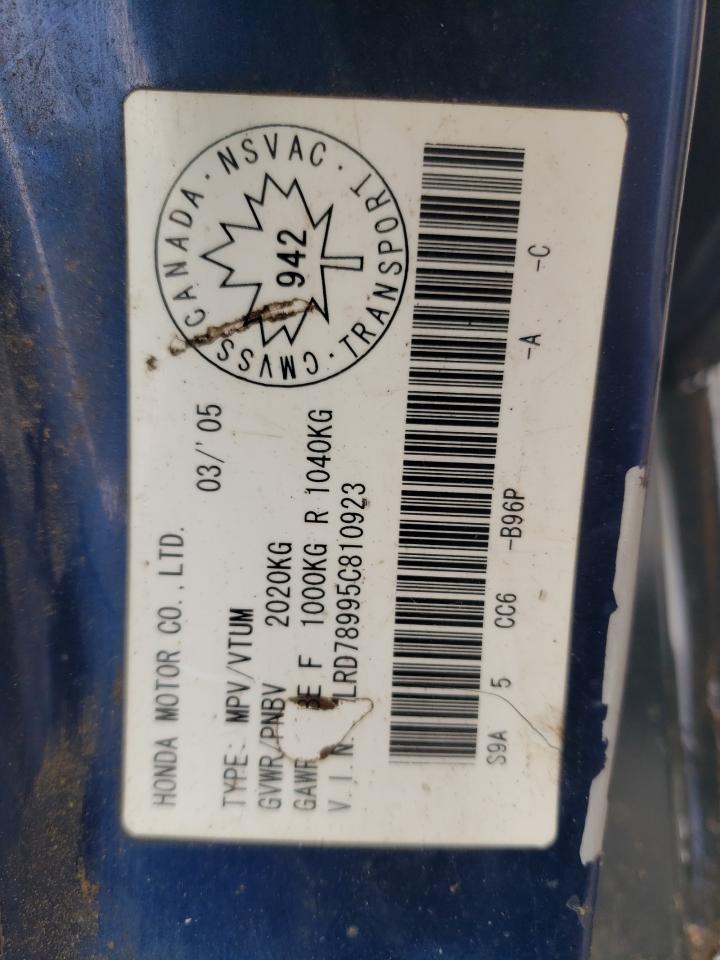 HONDA MOTOR CO., LTD.
03/'05
TYPE: MPV/VTUM
GVWR/PNBV 2020KG
GAWR BE F 1000KG R 1040KG
V.I.N. LRD78995C810923
CANADA · NSVAC · TRANSPORT · CMVSS
942
S9A 5 CC6 -B96P -A -C